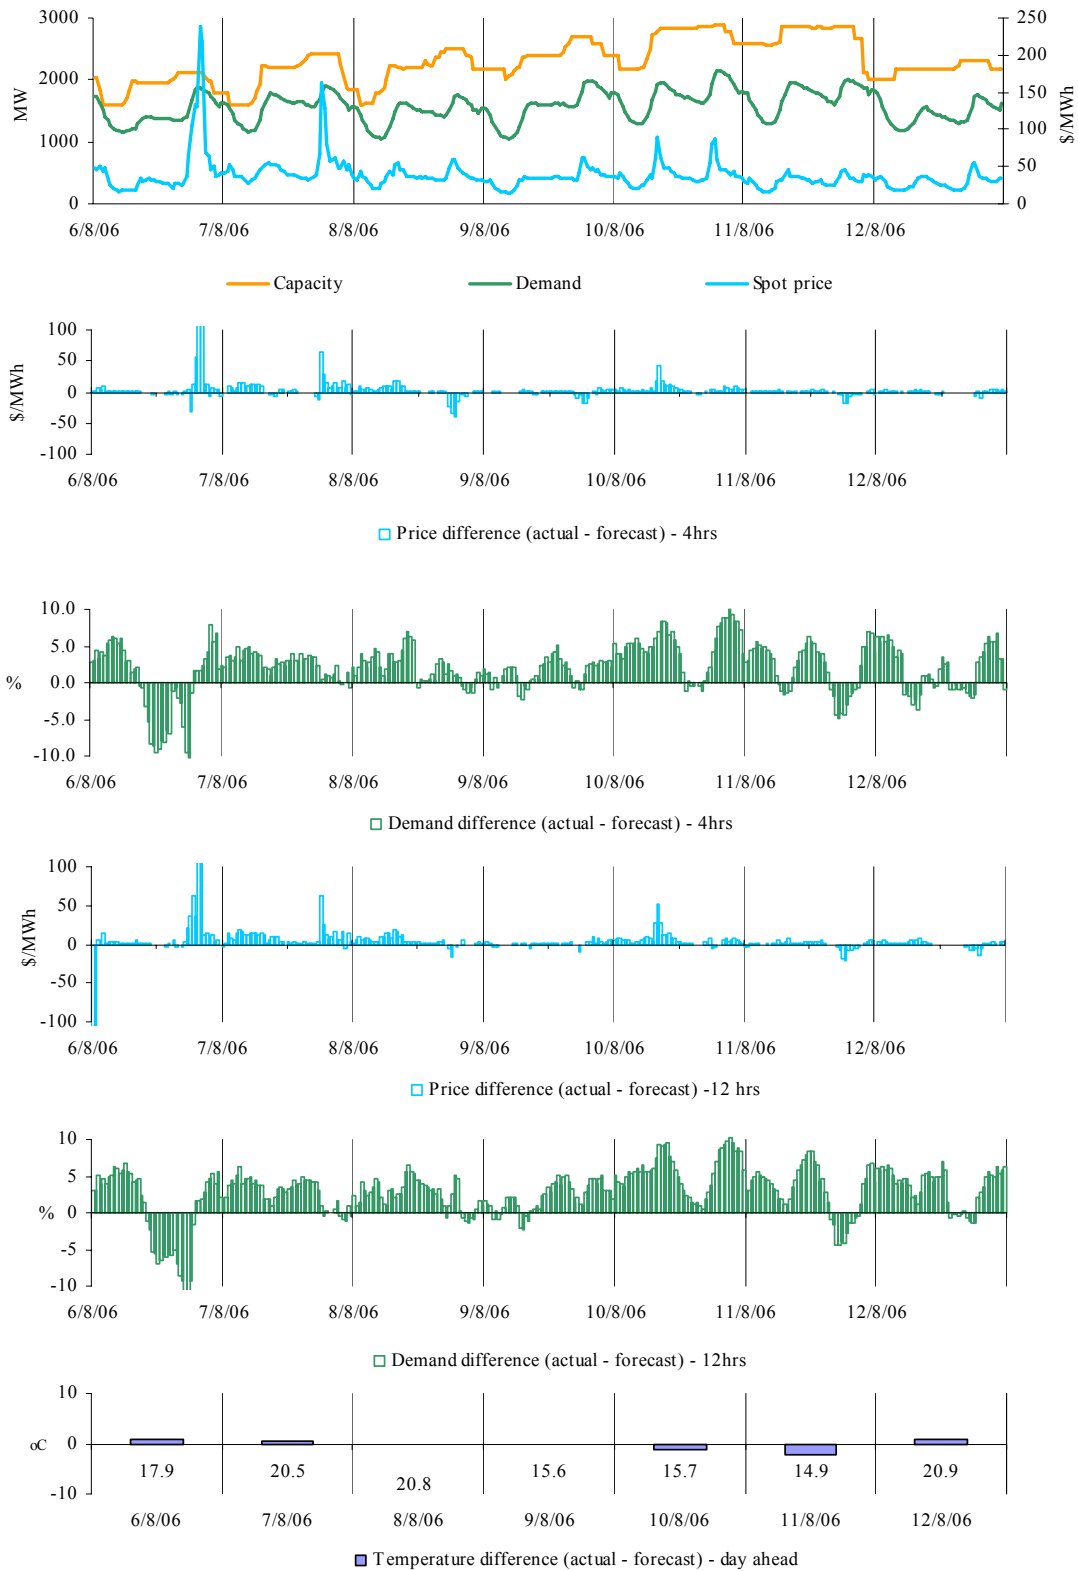 3000 250
2000 200
150
1000 100
50
0 0
MW
$/MWh
6/8/06 7/8/06 8/8/06 9/8/06 10/8/06 11/8/06 12/8/06
Capacity Demand Spot price
100
50
0
-50
-100
$/MWh
6/8/06 7/8/06 8/8/06 9/8/06 10/8/06 11/8/06 12/8/06
Price difference (actual - forecast) - 4hrs
10.0
5.0
0.0
-5.0
-10.0
%
6/8/06 7/8/06 8/8/06 9/8/06 10/8/06 11/8/06 12/8/06
Demand difference (actual - forecast) - 4hrs
100
50
0
-50
-100
$/MWh
6/8/06 7/8/06 8/8/06 9/8/06 10/8/06 11/8/06 12/8/06
Price difference (actual - forecast) -12 hrs
10
5
0
-5
-10
%
6/8/06 7/8/06 8/8/06 9/8/06 10/8/06 11/8/06 12/8/06
Demand difference (actual - forecast) - 12hrs
10
0
-10
oC
17.9 20.5 20.8 15.6 15.7 14.9 20.9
6/8/06 7/8/06 8/8/06 9/8/06 10/8/06 11/8/06 12/8/06
Temperature difference (actual - forecast) - day ahead